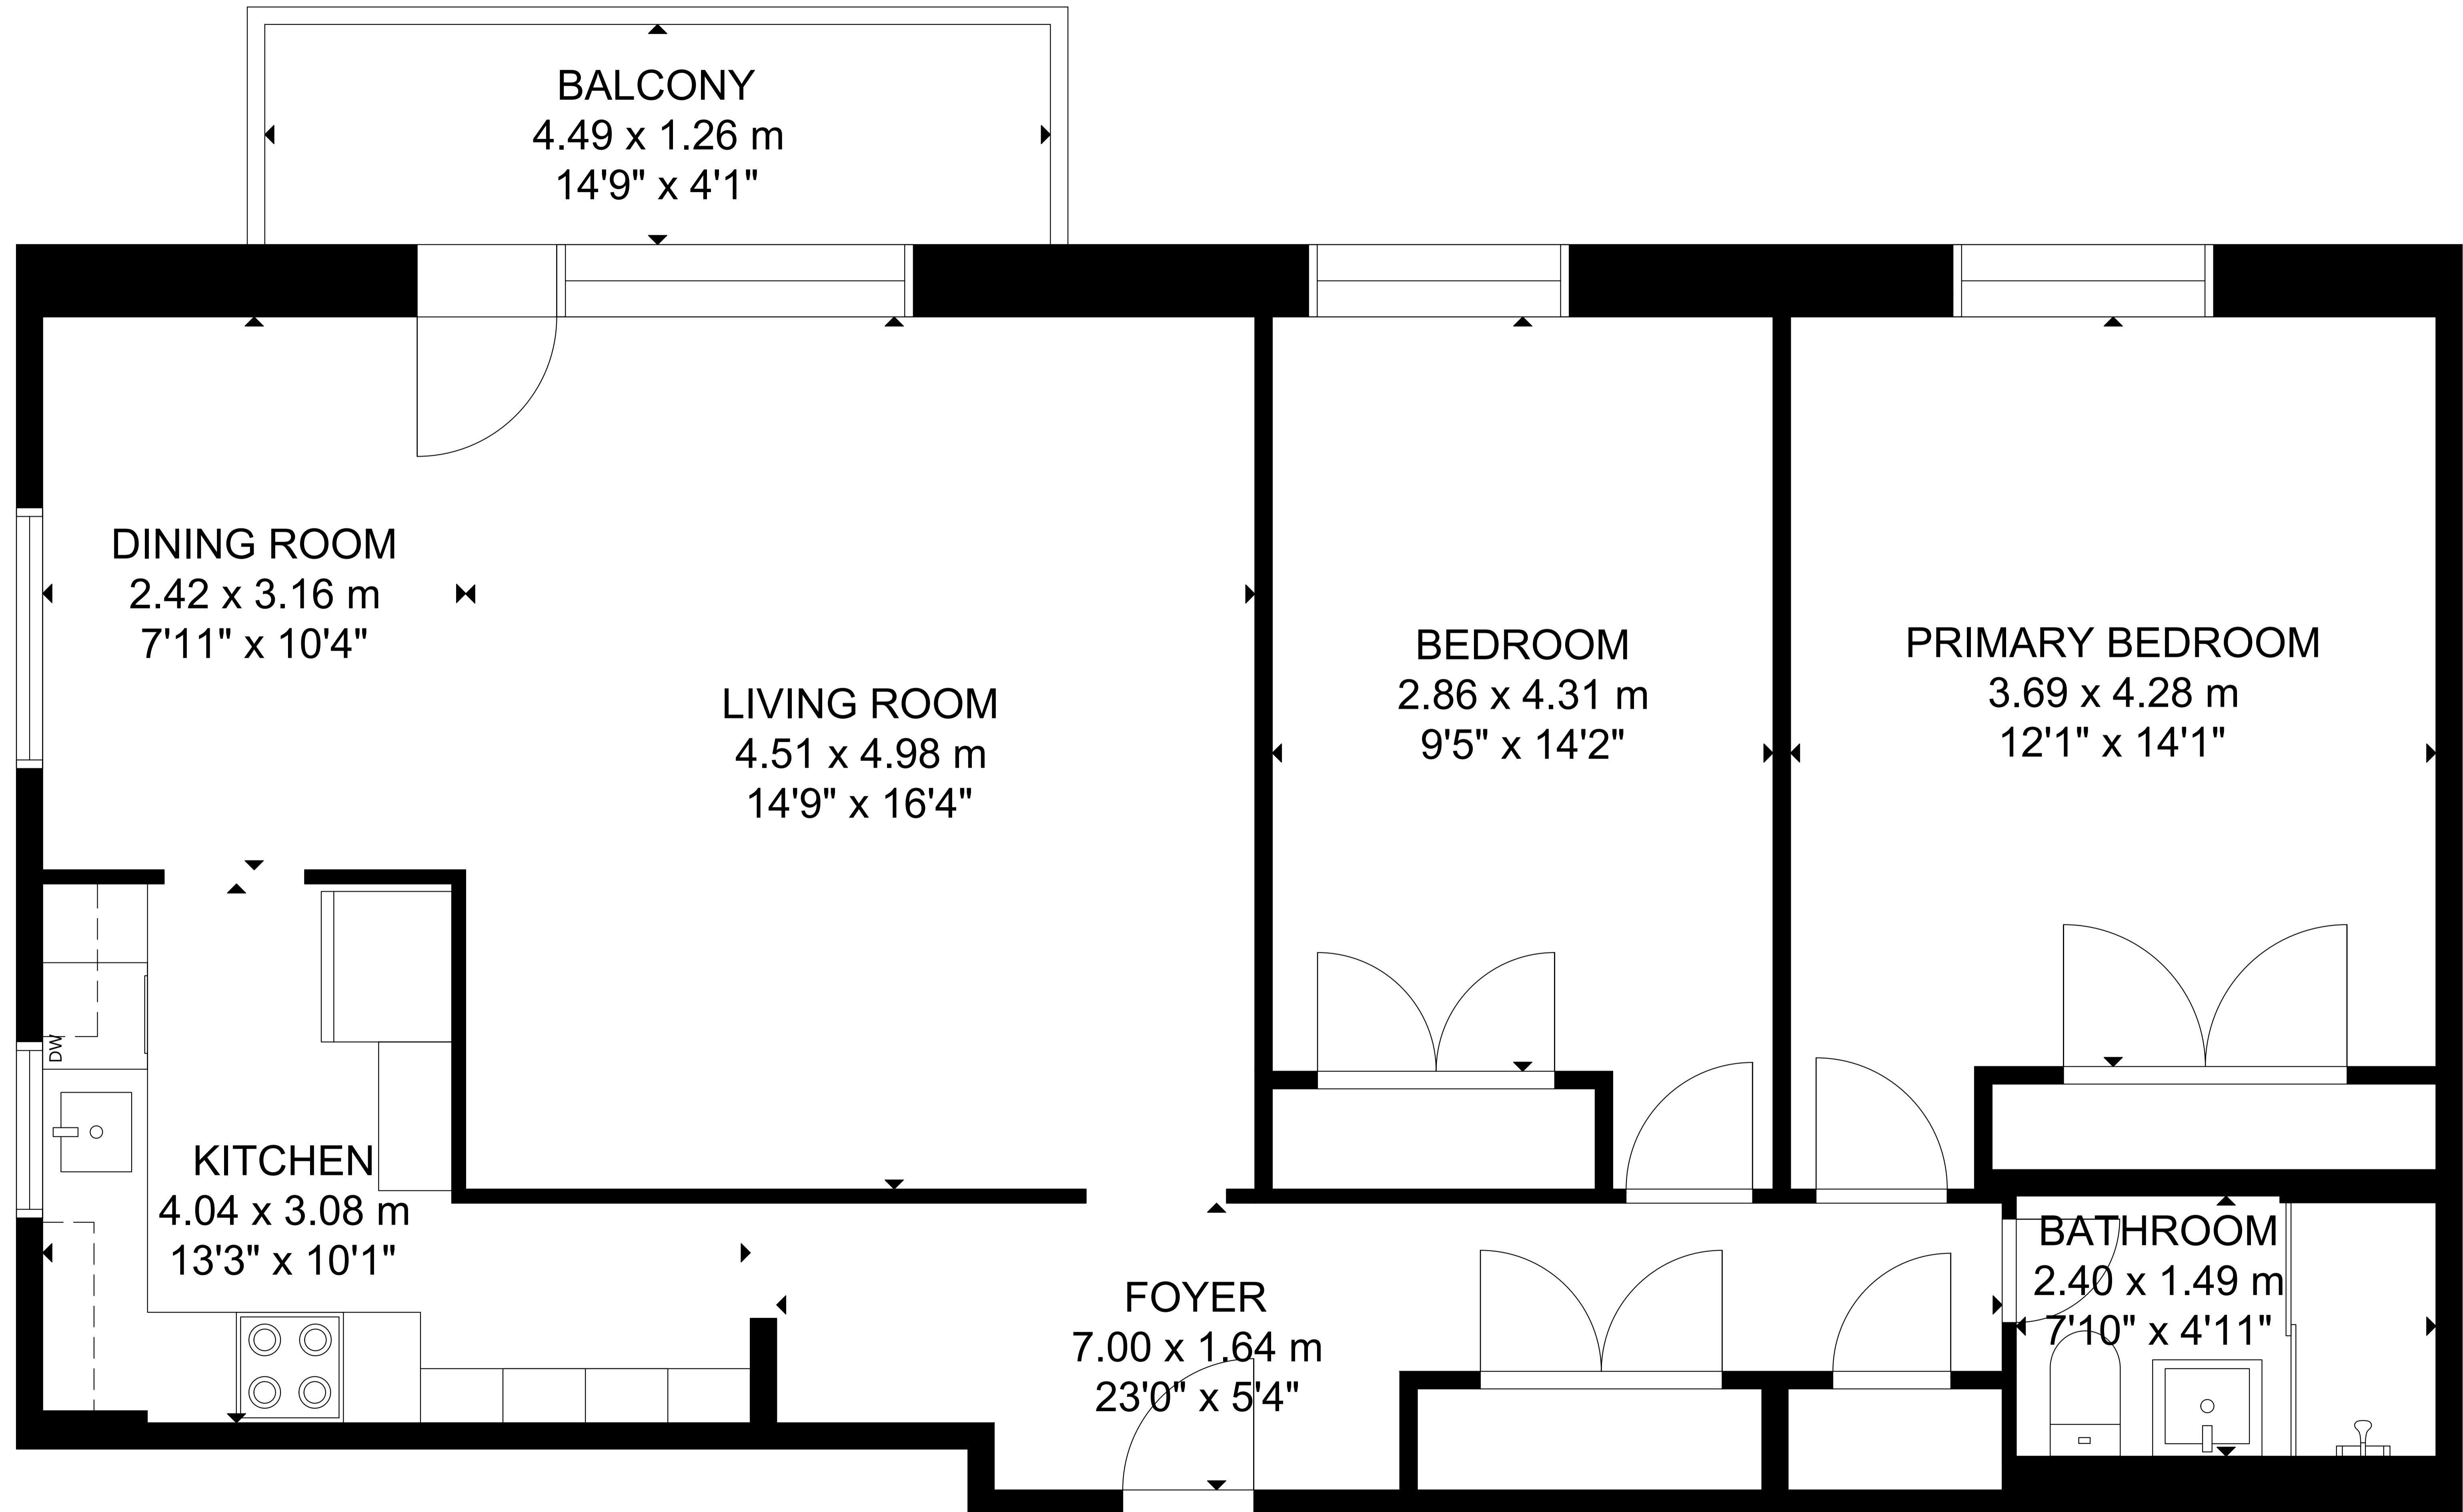 BALCONY
4.49 x 1.26 m
14'9" x 4'1"
DINING ROOM
2.42 x 3.16 m
7'11" x 10'4"
LIVING ROOM
4.51 x 4.98 m
14'9" x 16'4"
BEDROOM
2.86 x 4.31 m
9'5" x 14'2"
PRIMARY BEDROOM
3.69 x 4.28 m
12'1" x 14'1"
DW
KITCHEN
4.04 x 3.08 m
13'3" x 10'1"
FOYER
7.00 x 1.64 m
23'0" x 5'4"
BATHROOM
2.40 x 1.49 m
7'10" x 4'11"